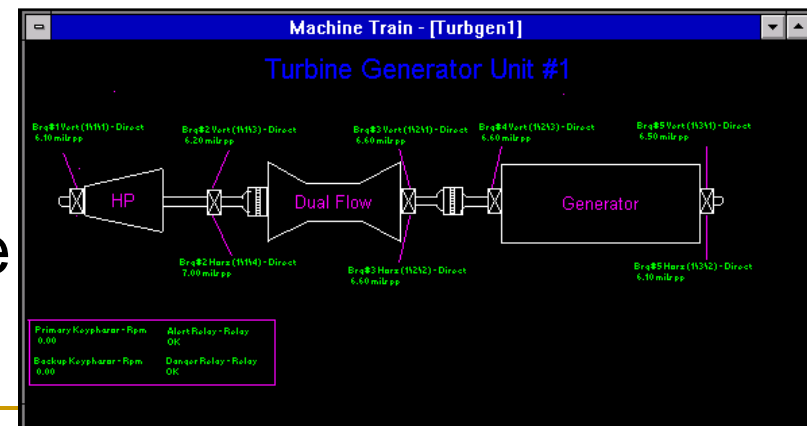 Machine Train - [Turbgen1]
Turbine Generator Unit #1
Brg#1 Vert (1\1\1) - Direct
6.10 mils pp
Brg#2 Vert (1\1\3) - Direct
6.20 mils pp
Brg#3 Vert (1\2\1) - Direct
6.60 mils pp
Brg#4 Vert (1\2\3) - Direct
6.60 mils pp
Brg#5 Vert (1\3\1) - Direct
6.50 mils pp
HP
Dual Flow
Generator
e
Brg#2 Horz (1\1\4) - Direct
7.00 mils pp
Brg#3 Horz (1\2\2) - Direct
6.60 mils pp
Brg#5 Horz (1\3\2) - Direct
6.10 mils pp
Primary Keyphasor - Rpm
0.00
Alert Relay - Relay
OK
Backup Keyphasor - Rpm
0.00
Danger Relay - Relay
OK